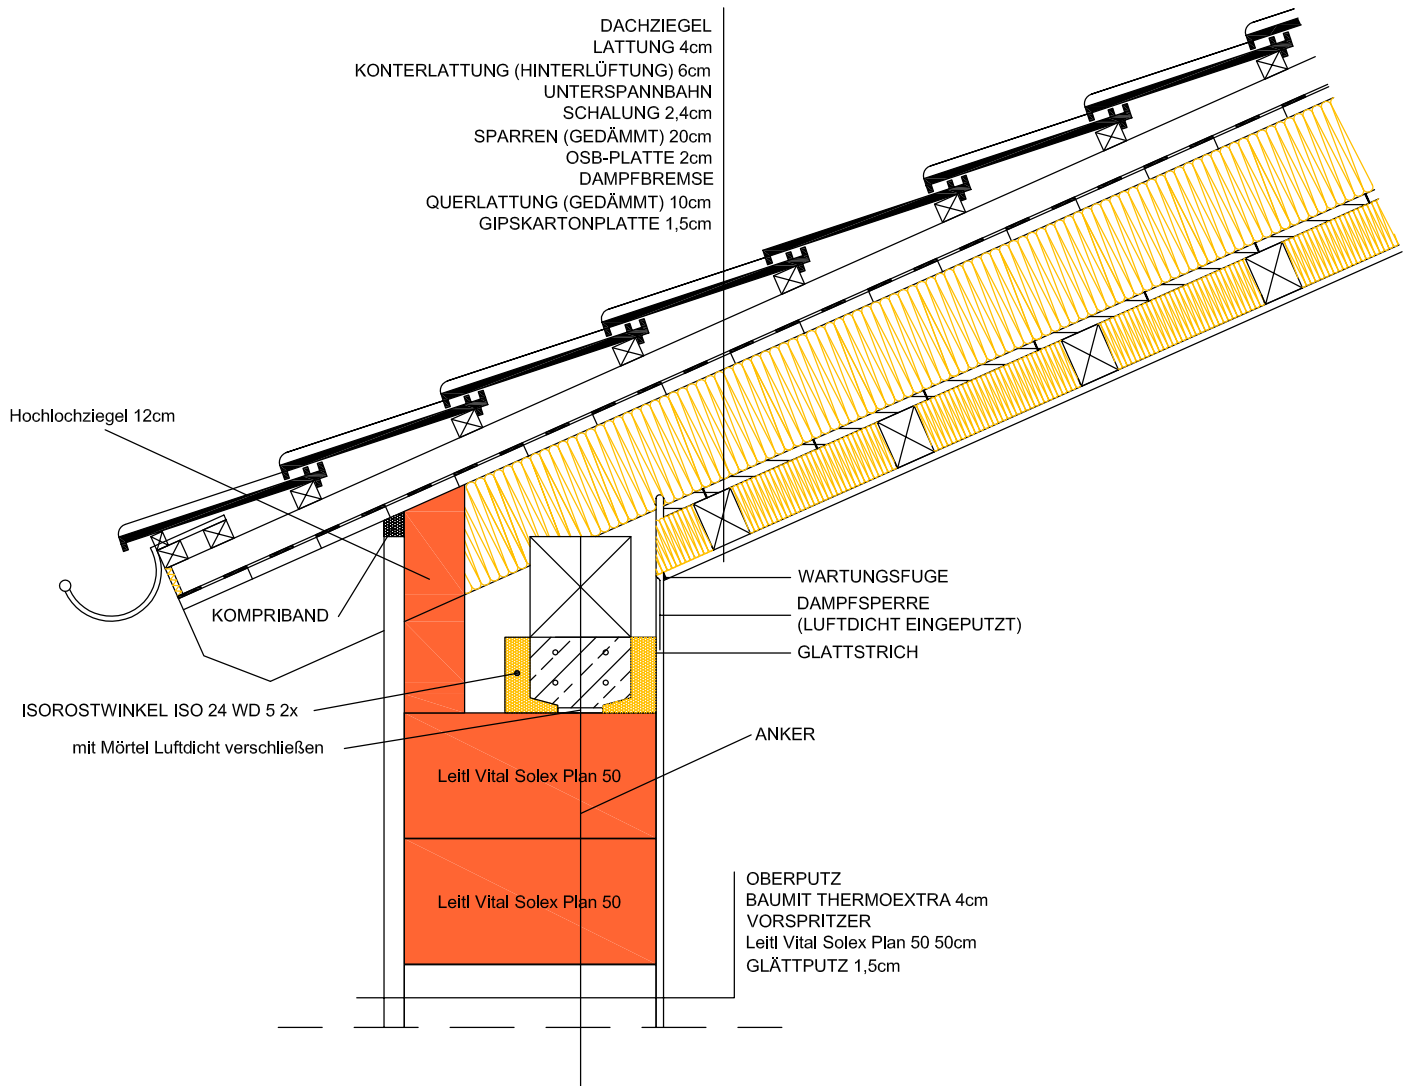 DACHZIEGEL
LATTUNG 4cm
KONTERLATTUNG (HINTERLÜFTUNG) 6cm
UNTERSPANNBAHN
SCHALUNG 2,4cm
SPARREN (GEDÄMMT) 20cm
OSB-PLATTE 2cm
DAMPFBREMSE
QUERLATTUNG (GEDÄMMT) 10cm
GIPSKARTONPLATTE 1,5cm
Hochlochziegel 12cm
KOMPRIBAND
WARTUNGSFUGE
DAMPFSPERRE
(LUFTDICHT EINGEPUTZT)
GLATTSTRICH
ISOROSTWINKEL ISO 24 WD 5 2x
mit Mörtel Luftdicht verschließen
ANKER
Leitl Vital Solex Plan 50
Leitl Vital Solex Plan 50
OBERPUTZ
BAUMIT THERMOEXTRA 4cm
VORSPRITZER
Leitl Vital Solex Plan 50 50cm
GLÄTTPUTZ 1,5cm